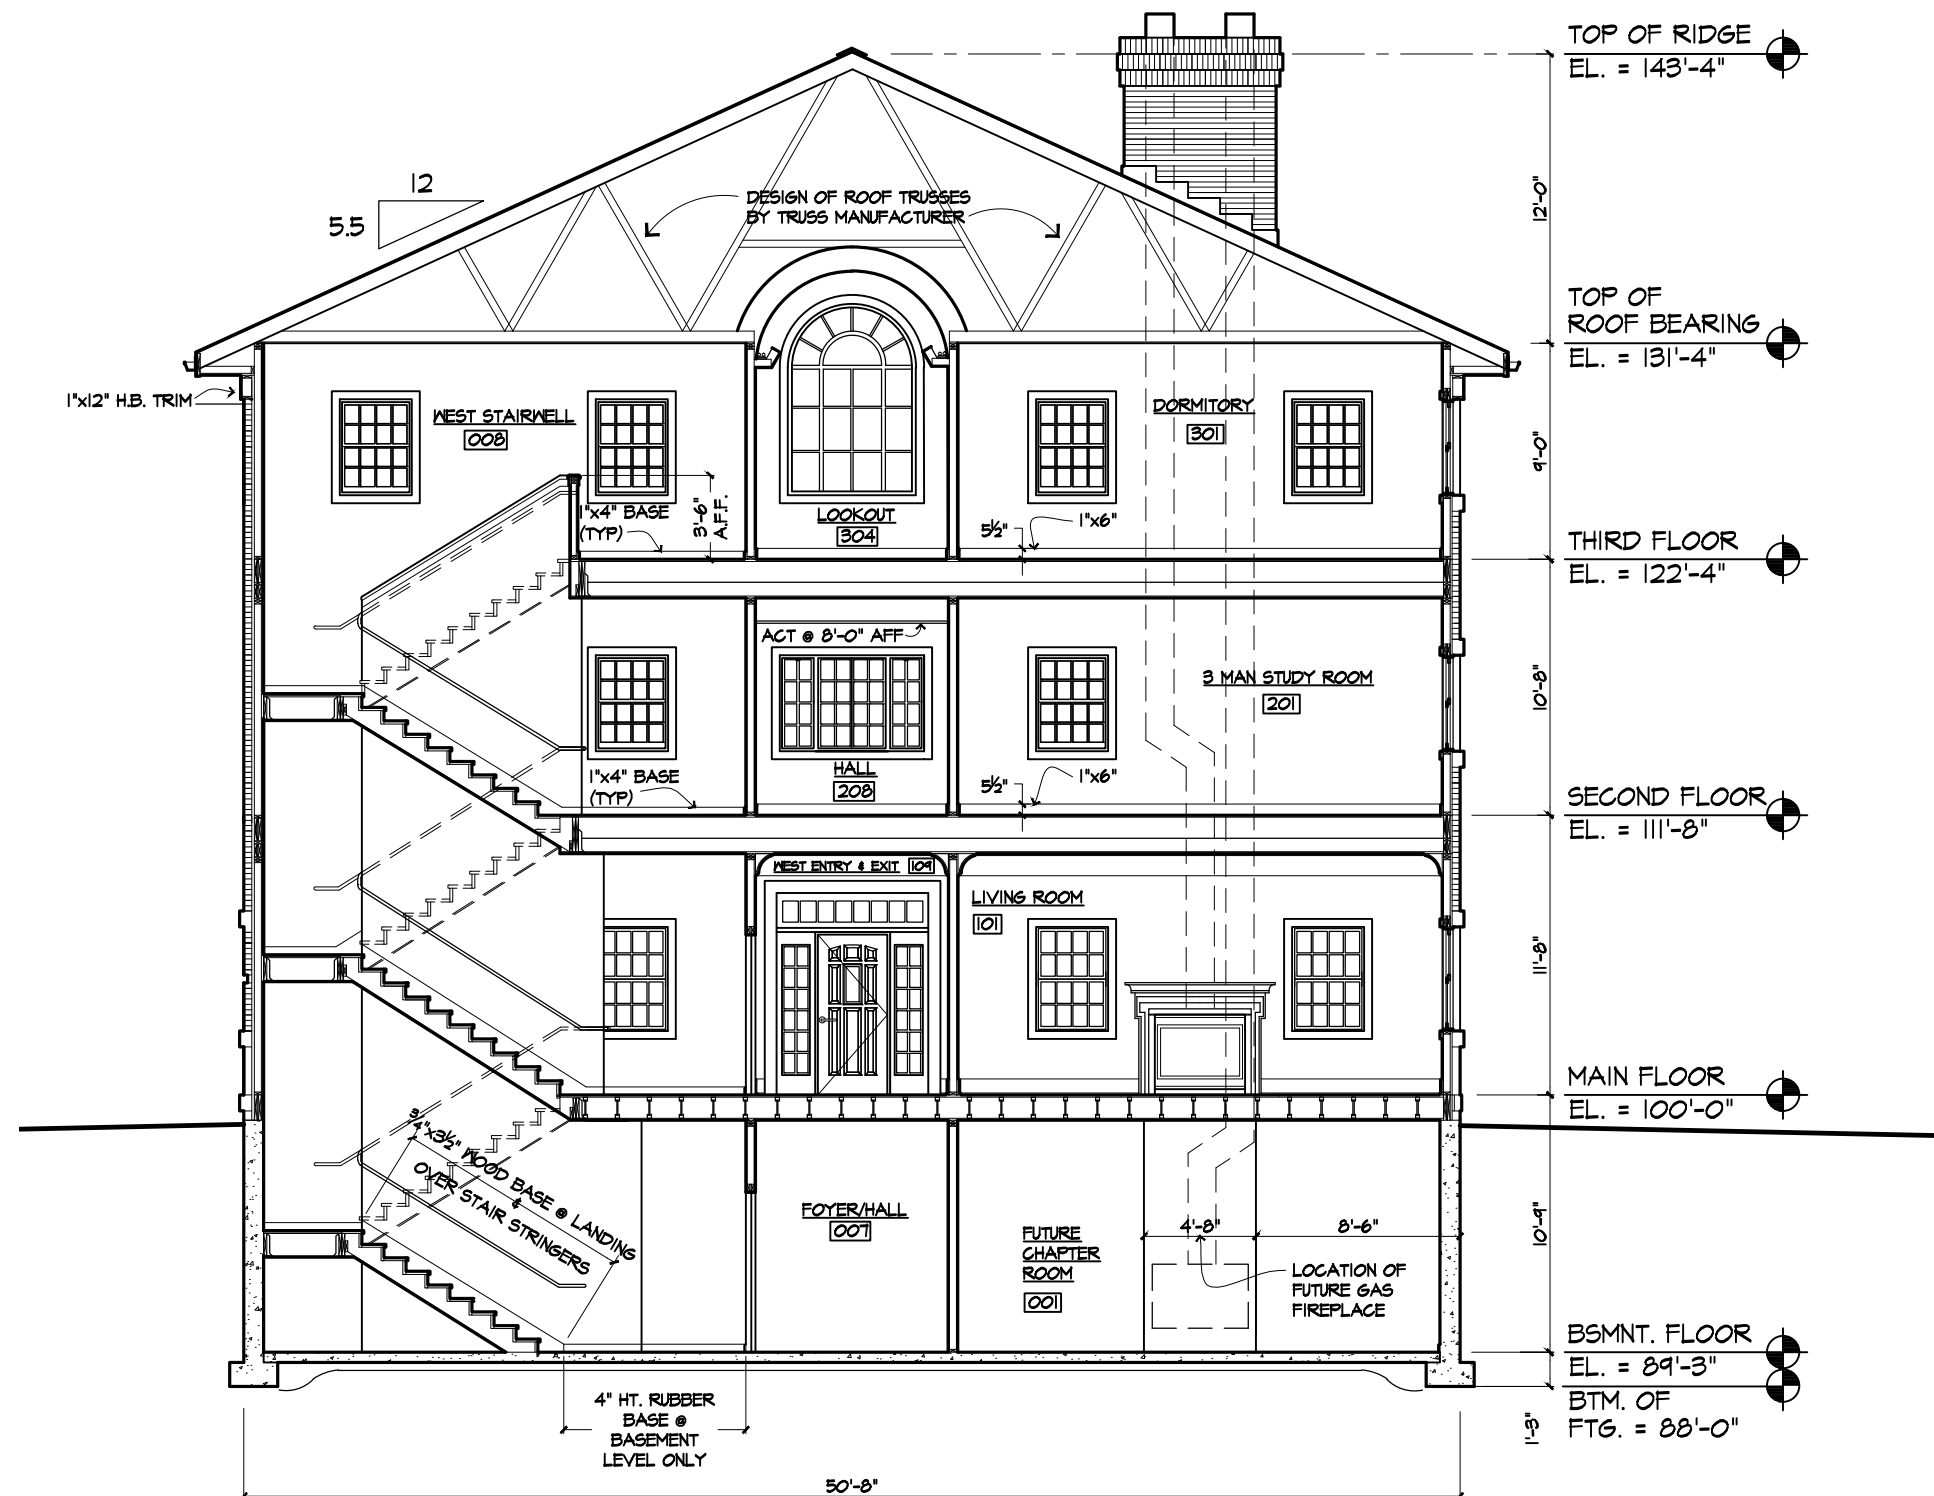 TOP OF RIDGE
EL. = 143'-4"
12
5.5
DESIGN OF ROOF TRUSSES
BY TRUSS MANUFACTURER
12'-0"
TOP OF
ROOF BEARING
EL. = 131'-4"
1"x12" H.B. TRIM
WEST STAIRWELL
008
DORMITORY
301
9'-0"
1"x4" BASE
(TYP)
3'-6"
A.F.F.
LOOKOUT
304
5½"
1"x6"
THIRD FLOOR
EL. = 122'-4"
ACT @ 8'-0" AFF
3 MAN STUDY ROOM
201
10'-8"
1"x4" BASE
(TYP)
HALL
208
5½"
1"x6"
SECOND FLOOR
EL. = 111'-8"
WEST ENTRY & EXIT 109
LIVING ROOM
101
11'-8"
MAIN FLOOR
EL. = 100'-0"
3/4"x3½" WOOD BASE @ LANDING
&
OVER STAIR STRINGERS
FOYER/HALL
007
FUTURE
CHAPTER
ROOM
001
4'-8"
8'-6"
LOCATION OF
FUTURE GAS
FIREPLACE
10'-9"
BSMNT. FLOOR
EL. = 89'-3"
BTM. OF
FTG. = 88'-0"
1'-3"
4" HT. RUBBER
BASE @
BASEMENT
LEVEL ONLY
50'-8"